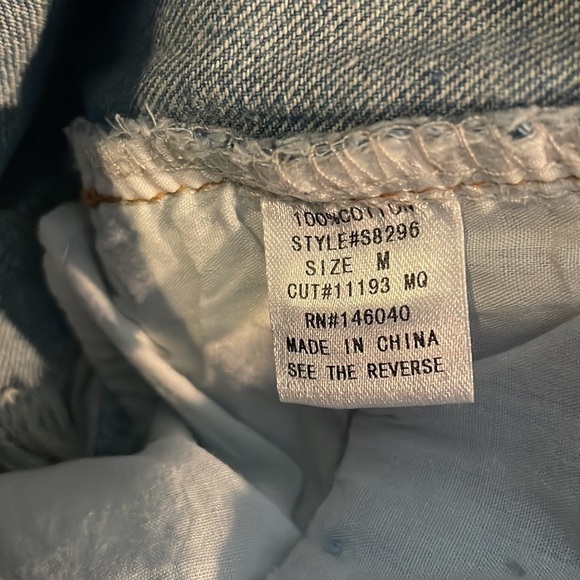 100%COTTON
STYLE#S8296
SIZE M
CUT#11193 MQ
RN#146040
MADE IN CHINA
SEE THE REVERSE